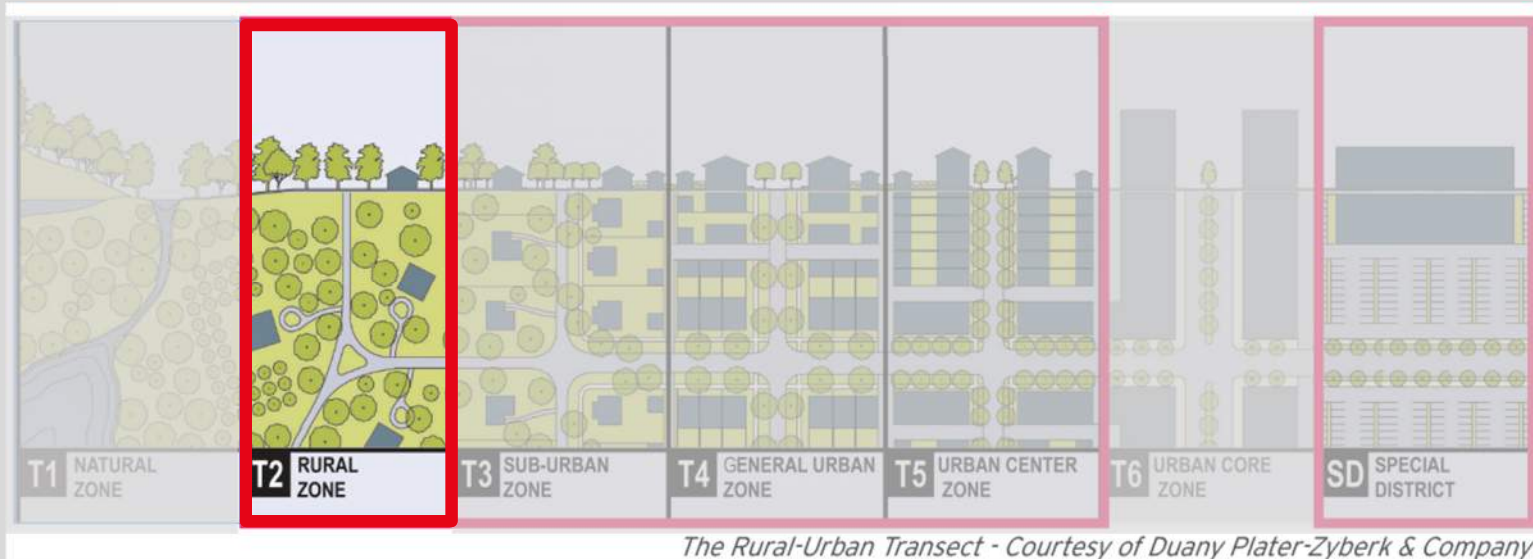 T1 NATURAL
ZONE
T2 RURAL
ZONE
T3 SUB-URBAN
ZONE
T4 GENERAL URBAN
ZONE
T5 URBAN CENTER
ZONE
T6 URBAN CORE
ZONE
SD SPECIAL
DISTRICT
The Rural-Urban Transect - Courtesy of Duany Plater-Zyberk & Company